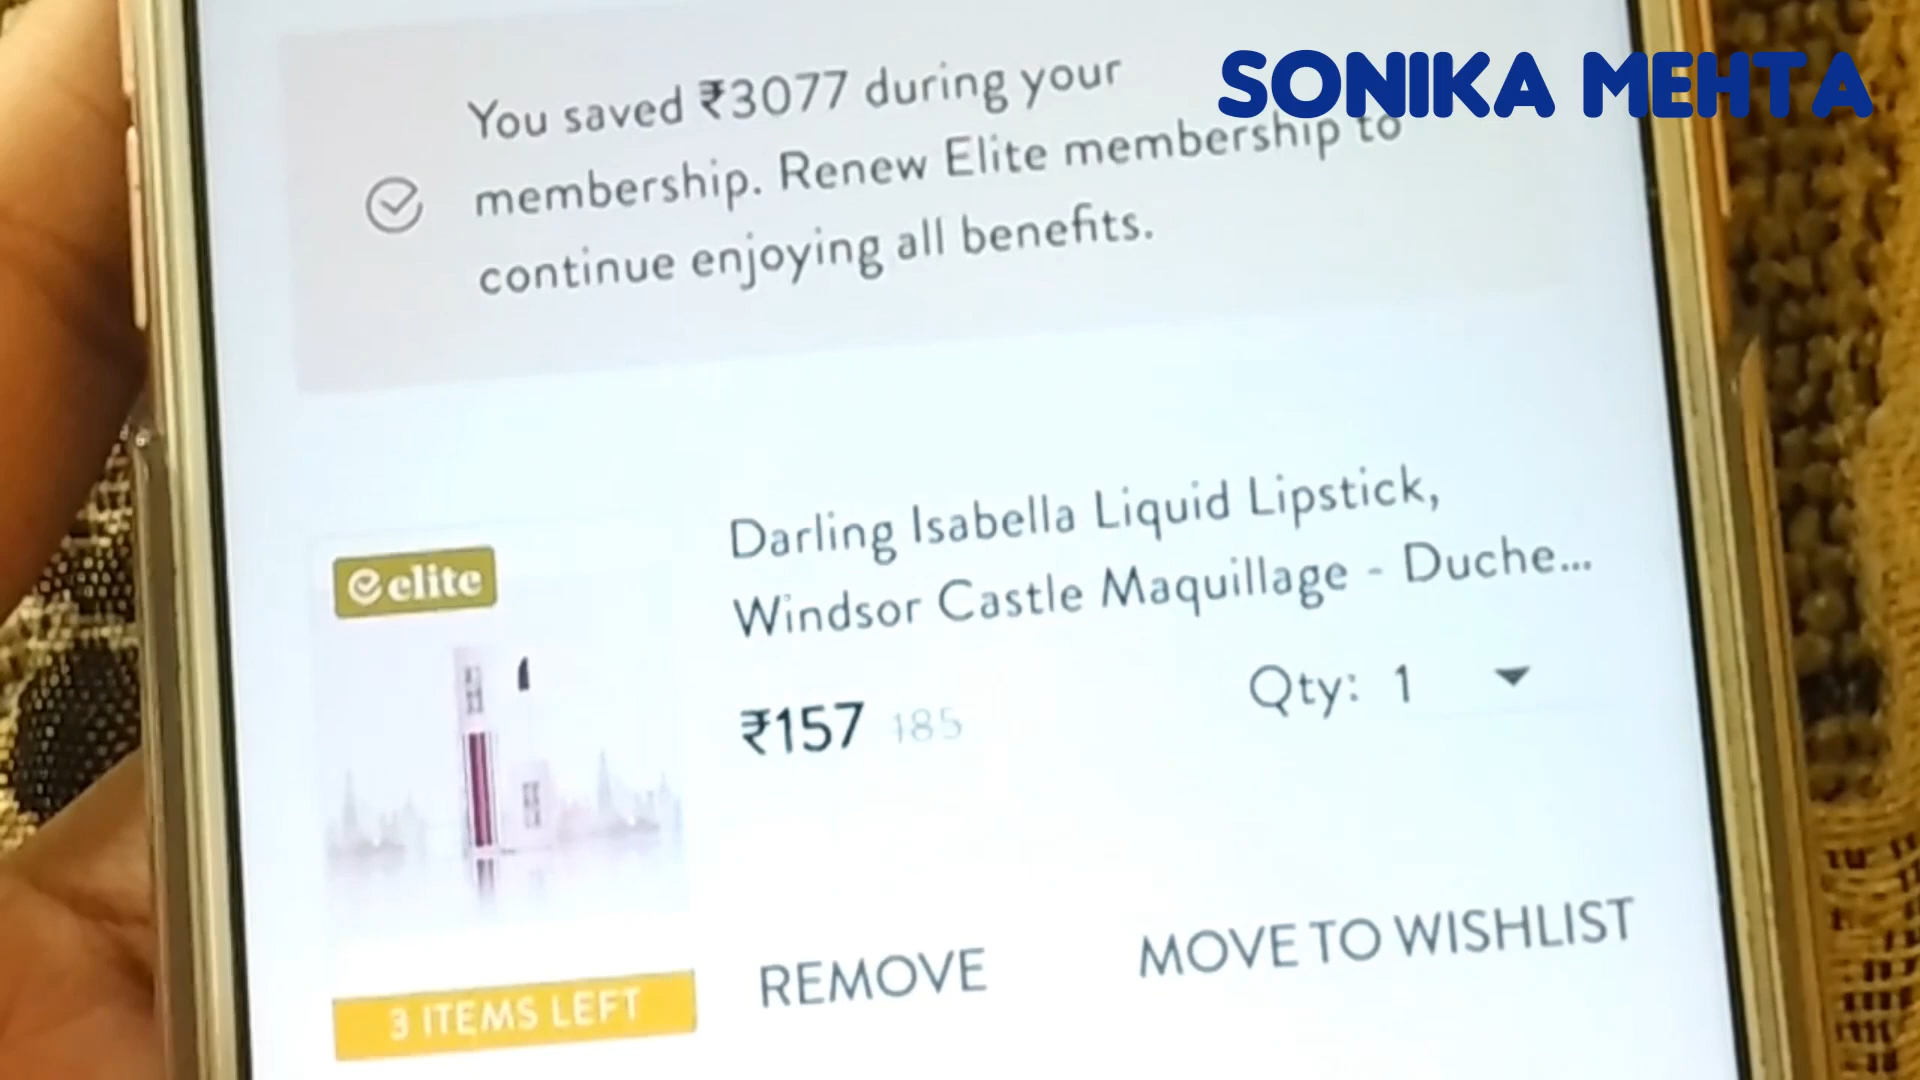 SONIKA MEHTA
You saved ₹3077 during your
membership. Renew Elite membership to
continue enjoying all benefits.
elite
Darling Isabella Liquid Lipstick,
Windsor Castle Maquillage - Duche...
₹157 185
Qty: 1
REMOVE
MOVE TO WISHLIST
3 ITEMS LEFT